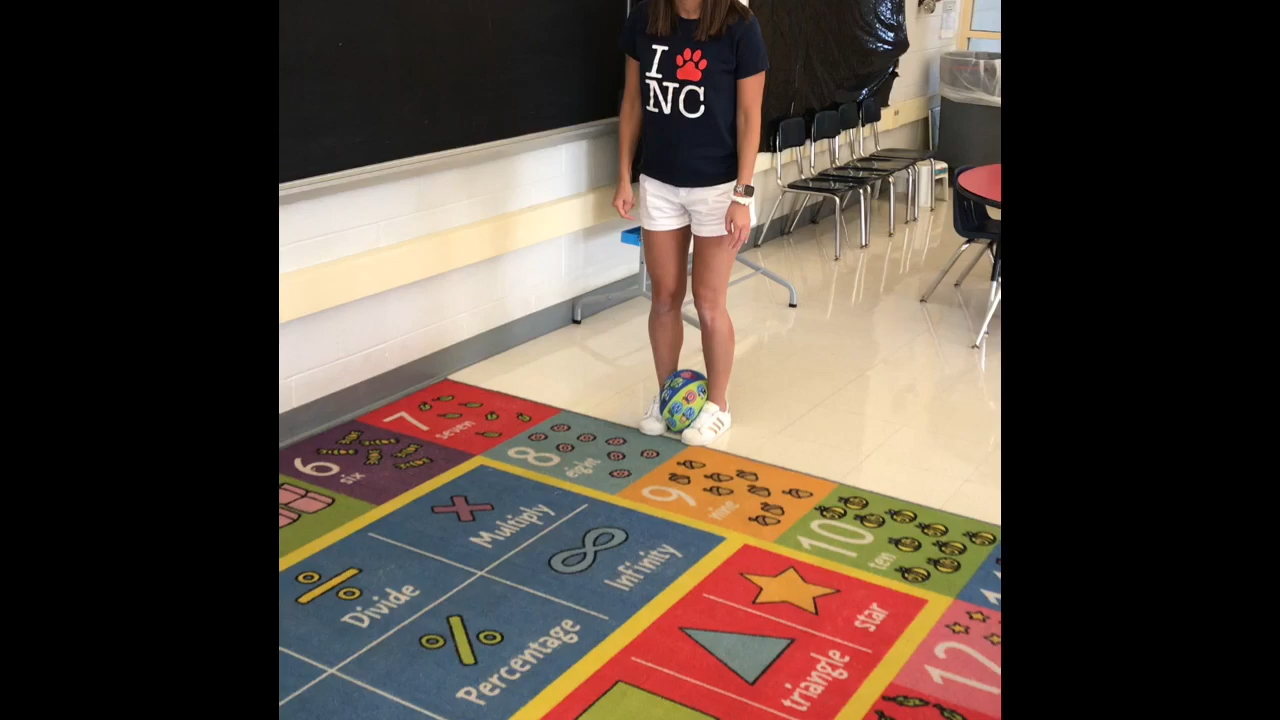 I
NC
7
seven
6
six
8
eight
9
nine
10
ten
12
Multiply
Infinity
Divide
Percentage
star
triangle